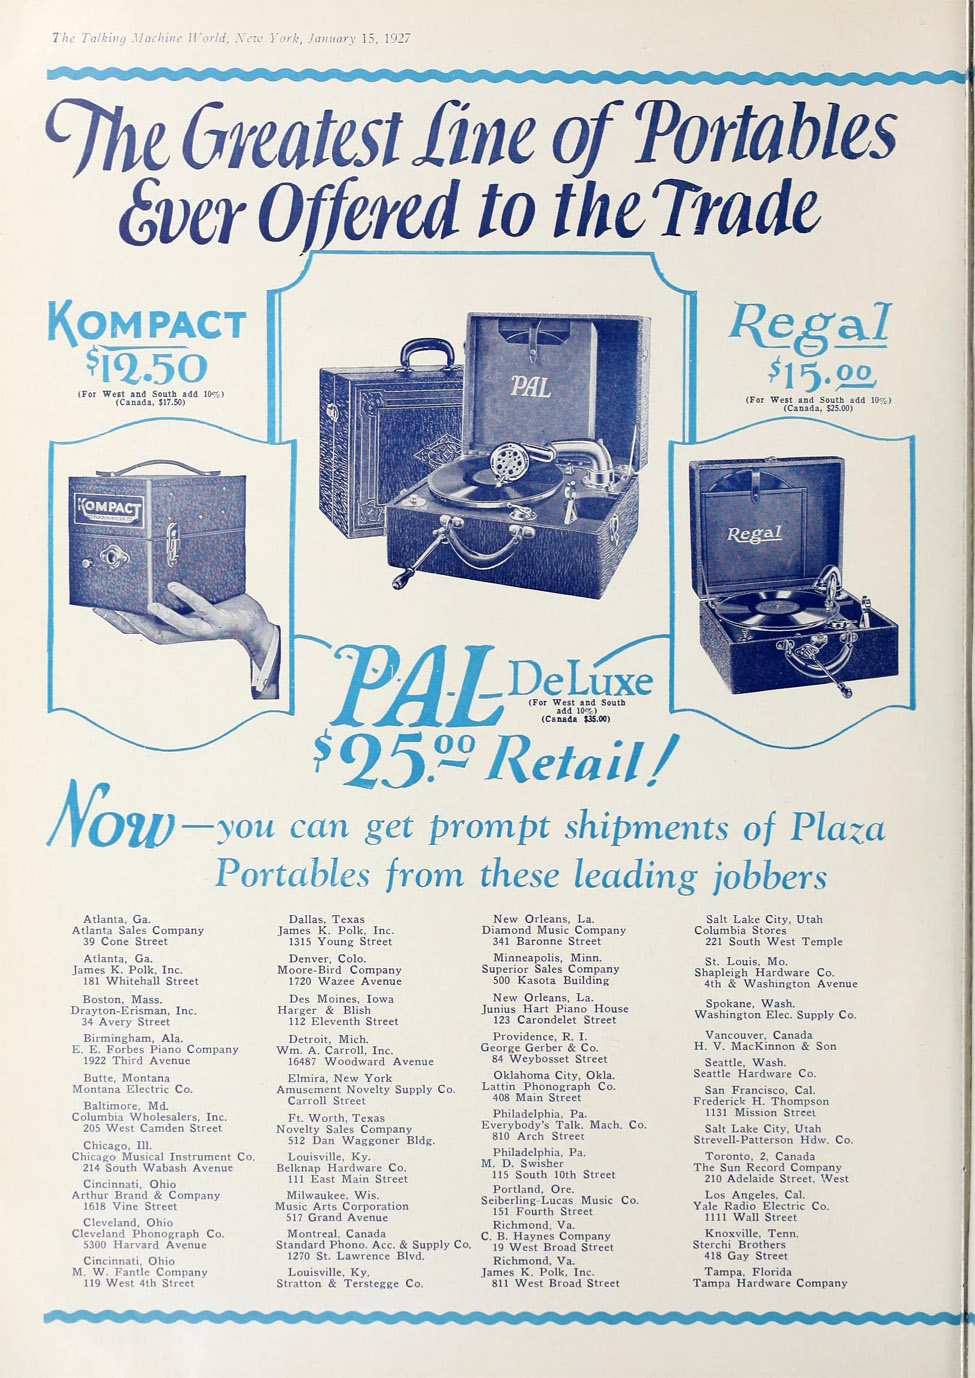 The Talking Machine World, New York, January 15, 1927
The Greatest Line of Portables
Ever Offered to the Trade
KOMPACT
$12.50
(For West and South add 10%)
(Canada, $17.50)
Regal
$15.00
(For West and South add 10%)
(Canada, $25.00)
PAL
KOMPACT
Regal
PAL DeLuxe
(For West and South
add 10%)
(Canada $35.00)
$25.00 Retail!
Now—you can get prompt shipments of Plaza
Portables from these leading jobbers
Atlanta, Ga.
Atlanta Sales Company
39 Cone Street
Atlanta, Ga.
James K. Polk, Inc.
181 Whitehall Street
Boston, Mass.
Drayton-Erisman, Inc.
34 Avery Street
Birmingham, Ala.
E. E. Forbes Piano Company
1922 Third Avenue
Butte, Montana
Montana Electric Co.
Baltimore, Md.
Columbia Wholesalers, Inc.
205 West Camden Street
Chicago, Ill.
Chicago Musical Instrument Co.
214 South Wabash Avenue
Cincinnati, Ohio
Arthur Brand & Company
1618 Vine Street
Cleveland, Ohio
Cleveland Phonograph Co.
5300 Harvard Avenue
Cincinnati, Ohio
M. W. Fantle Company
119 West 4th Street
Dallas, Texas
James K. Polk, Inc.
1315 Young Street
Denver, Colo.
Moore-Bird Company
1720 Wazee Avenue
Des Moines, Iowa
Harger & Blish
112 Eleventh Street
Detroit, Mich.
Wm. A. Carroll, Inc.
16487 Woodward Avenue
Elmira, New York
Amusement Novelty Supply Co.
Carroll Street
Ft. Worth, Texas
Novelty Sales Company
512 Dan Waggoner Bldg.
Louisville, Ky.
Belknap Hardware Co.
111 East Main Street
Milwaukee, Wis.
Music Arts Corporation
517 Grand Avenue
Montreal, Canada
Standard Phono. Acc. & Supply Co.
1270 St. Lawrence Blvd.
Louisville, Ky.
Stratton & Terstegge Co.
New Orleans, La.
Diamond Music Company
341 Baronne Street
Minneapolis, Minn.
Superior Sales Company
500 Kasota Building
New Orleans, La.
Junius Hart Piano House
123 Carondelet Street
Providence, R. I.
George Gerber & Co.
84 Weybosset Street
Oklahoma City, Okla.
Lattin Phonograph Co.
408 Main Street
Philadelphia, Pa.
Everybody's Talk. Mach. Co.
810 Arch Street
Philadelphia, Pa.
M. D. Swisher
115 South 10th Street
Portland, Ore.
Seiberling-Lucas Music Co.
151 Fourth Street
Richmond, Va.
C. B. Haynes Company
19 West Broad Street
Richmond, Va.
James K. Polk, Inc.
811 West Broad Street
Salt Lake City, Utah
Columbia Stores
221 South West Temple
St. Louis, Mo.
Shapleigh Hardware Co.
4th & Washington Avenue
Spokane, Wash.
Washington Elec. Supply Co.
Vancouver, Canada
H. V. MacKinnon & Son
Seattle, Wash.
Seattle Hardware Co.
San Francisco, Cal.
Frederick H. Thompson
1131 Mission Street
Salt Lake City, Utah
Strevell-Patterson Hdw. Co.
Toronto, 2, Canada
The Sun Record Company
210 Adelaide Street, West
Los Angeles, Cal.
Yale Radio Electric Co.
1111 Wall Street
Knoxville, Tenn.
Sterchi Brothers
418 Gay Street
Tampa, Florida
Tampa Hardware Company